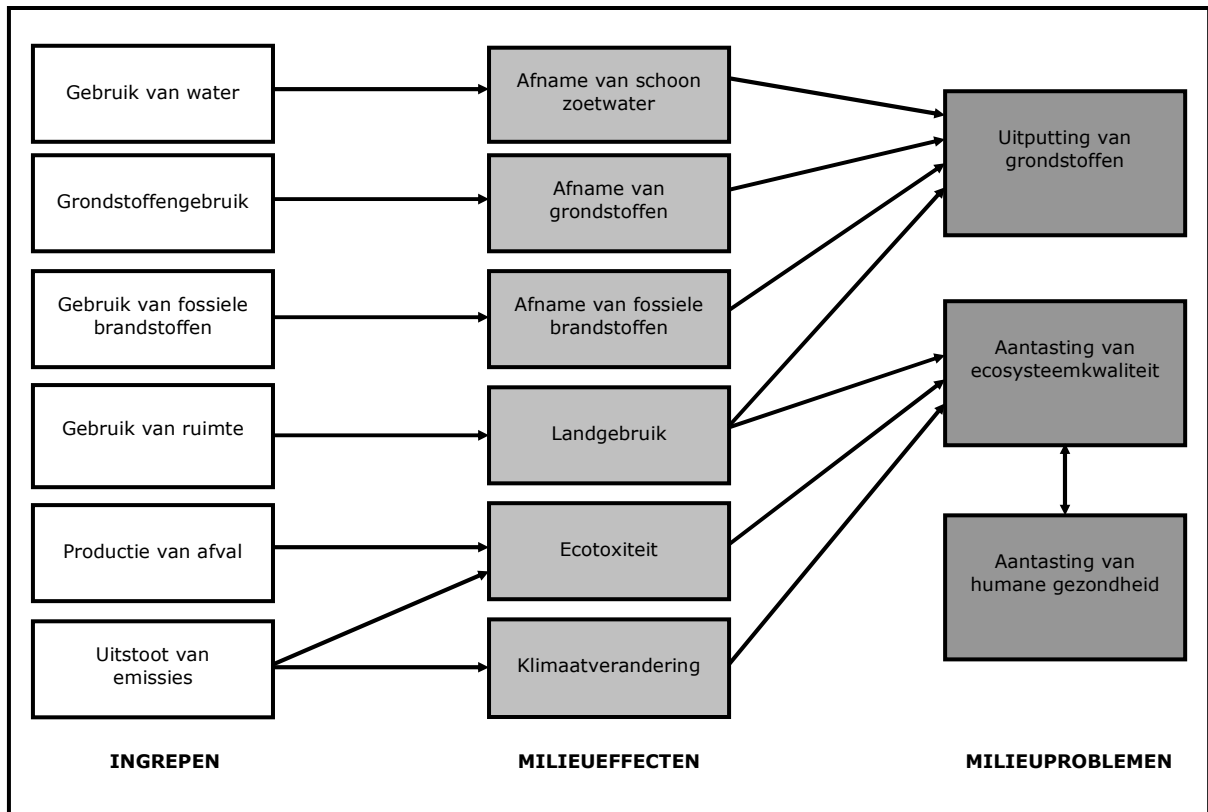 Gebruik van water
Grondstoffengebruik
Gebruik van fossiele
brandstoffen
Gebruik van ruimte
Productie van afval
Uitstoot van
emissies
INGREPEN
Afname van schoon
zoetwater
Afname van
grondstoffen
Afname van fossiele
brandstoffen
Landgebruik
Ecotoxiteit
Klimaatverandering
MILIEUEFFECTEN
Uitputting van
grondstoffen
Aantasting van
ecosysteemkwaliteit
Aantasting van
humane gezondheid
MILIEUPROBLEMEN